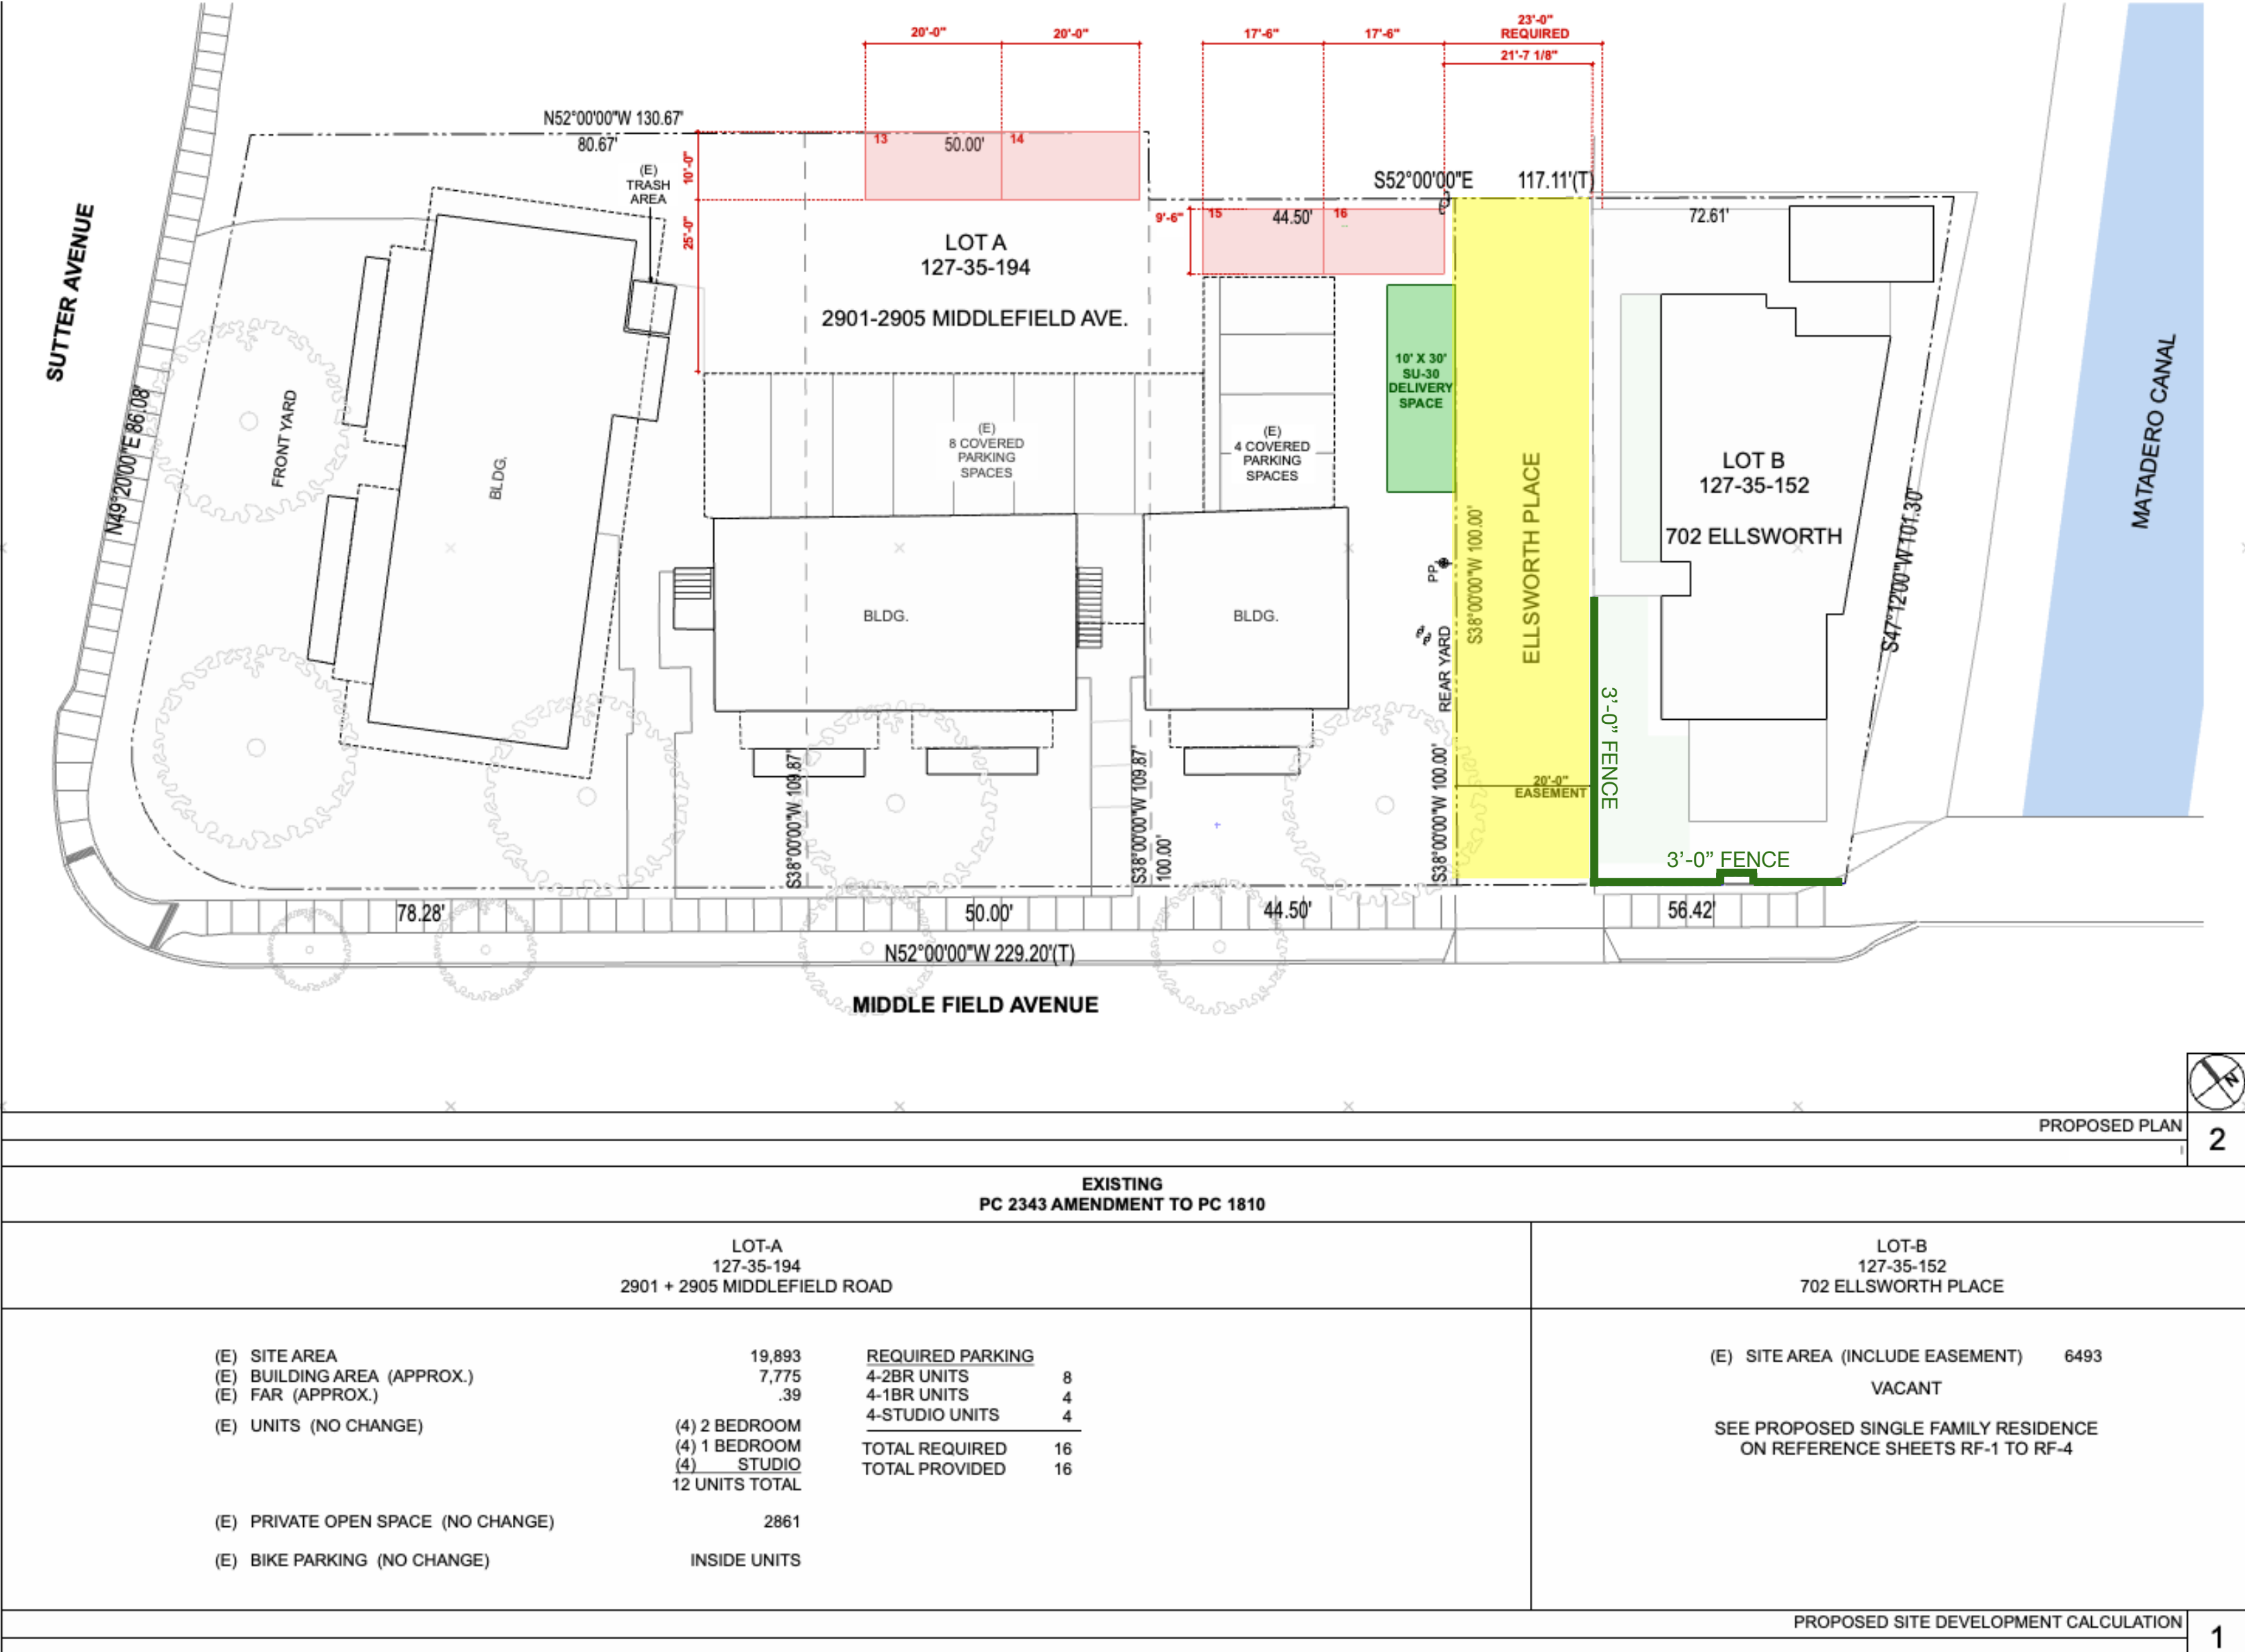 23'-0"
REQUIRED
20'-0"
20'-0"
17'-6"
17'-6"
21'-7 1/8"
N52°00'00"W 130.67'
80.67'
13
50.00'
14
(E)
TRASH
AREA
10'-0"
25'-0"
S52°00'00"E
117.11'(T)
9'-6"
15
44.50'
16
72.61'
SUTTER AVENUE
LOT A
127-35-194
2901-2905 MIDDLEFIELD AVE.
10' X 30'
SU-30
DELIVERY
SPACE
N49°20'00"E 86.08'
FRONT YARD
BLDG.
(E)
8 COVERED
PARKING
SPACES
(E)
4 COVERED
PARKING
SPACES
ELLSWORTH PLACE
LOT B
127-35-152
702 ELLSWORTH
MATADERO CANAL
S47°12'00"W 101.30'
PP
S38°00'00"W 100.00'
REAR YARD
BLDG.
BLDG.
3'-0" FENCE
20'-0"
EASEMENT
S38°00'00"W 109.87'
S38°00'00"W 109.87'
100.00'
S38°00'00"W 100.00'
3'-0" FENCE
78.28'
50.00'
44.50'
56.42'
N52°00'00"W 229.20'(T)
MIDDLE FIELD AVENUE
N
PROPOSED PLAN
2
EXISTING
PC 2343 AMENDMENT TO PC 1810
LOT-A
127-35-194
2901 + 2905 MIDDLEFIELD ROAD
LOT-B
127-35-152
702 ELLSWORTH PLACE
(E) SITE AREA 19,893
(E) BUILDING AREA (APPROX.) 7,775
(E) FAR (APPROX.) .39
(E) UNITS (NO CHANGE) (4) 2 BEDROOM
(4) 1 BEDROOM
(4) STUDIO
12 UNITS TOTAL
(E) PRIVATE OPEN SPACE (NO CHANGE) 2861
(E) BIKE PARKING (NO CHANGE) INSIDE UNITS
REQUIRED PARKING
4-2BR UNITS 8
4-1BR UNITS 4
4-STUDIO UNITS 4
TOTAL REQUIRED 16
TOTAL PROVIDED 16
(E) SITE AREA (INCLUDE EASEMENT) 6493
VACANT
SEE PROPOSED SINGLE FAMILY RESIDENCE
ON REFERENCE SHEETS RF-1 TO RF-4
PROPOSED SITE DEVELOPMENT CALCULATION
1